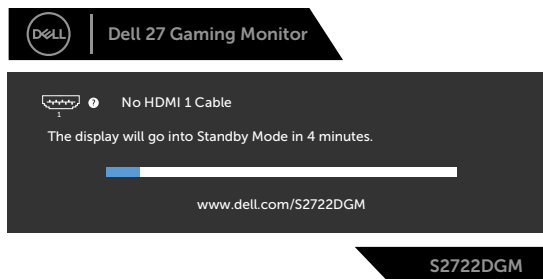 DELL
Dell 27 Gaming Monitor
? No HDMI 1 Cable
1
The display will go into Standby Mode in 4 minutes.
www.dell.com/S2722DGM
S2722DGM